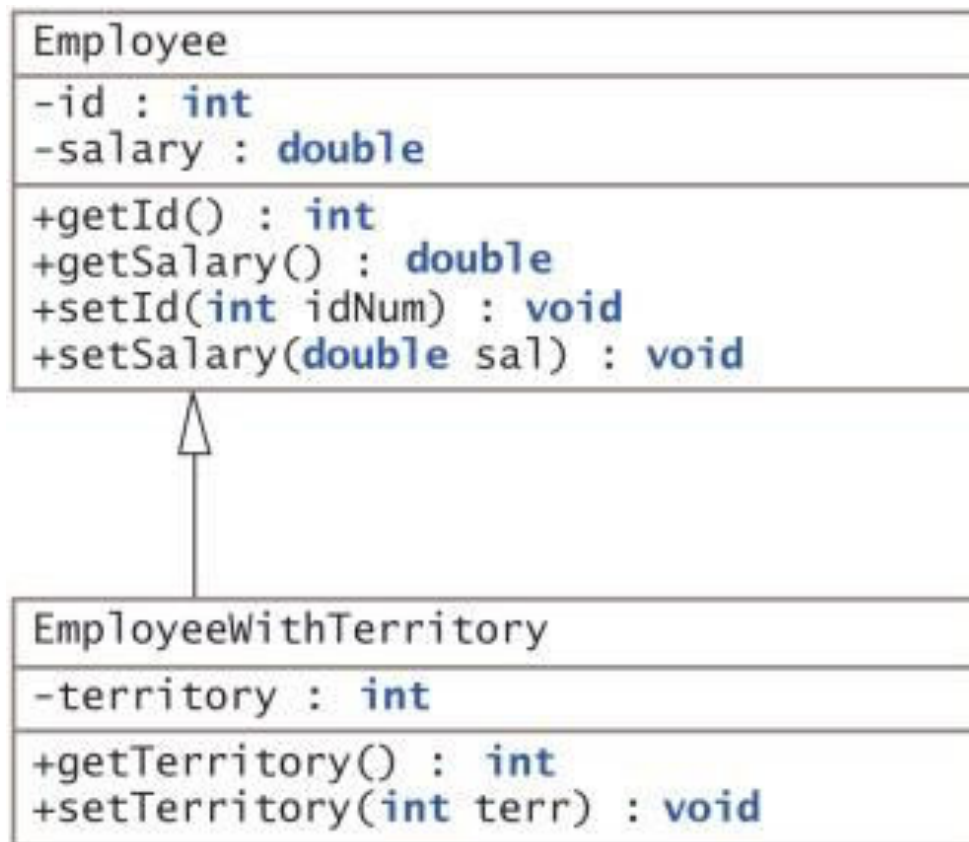 Employee
-id : int
-salary : double
+getId() : int
+getSalary() : double
+setId(int idNum) : void
+setSalary(double sal) : void
EmployeeWithTerritory
-territory : int
+getTerritory() : int
+setTerritory(int terr) : void